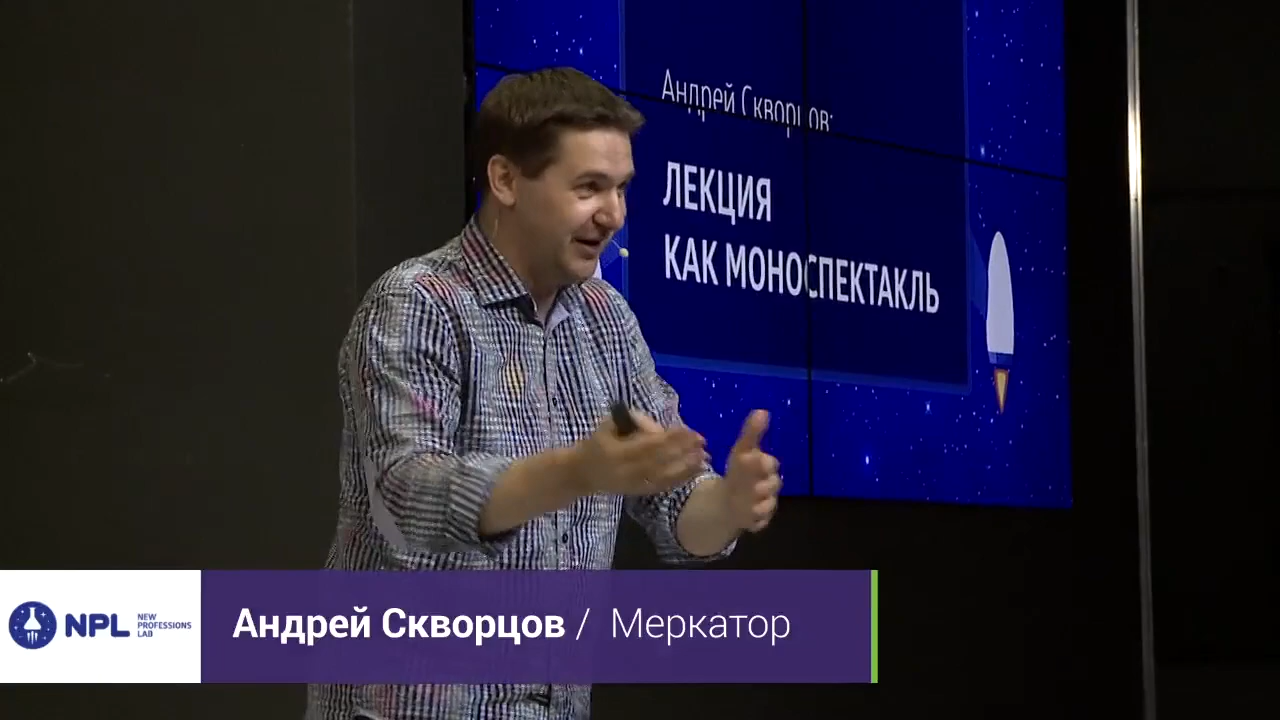 Андрей Скворцов:
ЛЕКЦИЯ
КАК МОНОСПЕКТАКЛЬ
NPL
NEW
PROFESSIONS
LAB
Андрей Скворцов / Меркатор